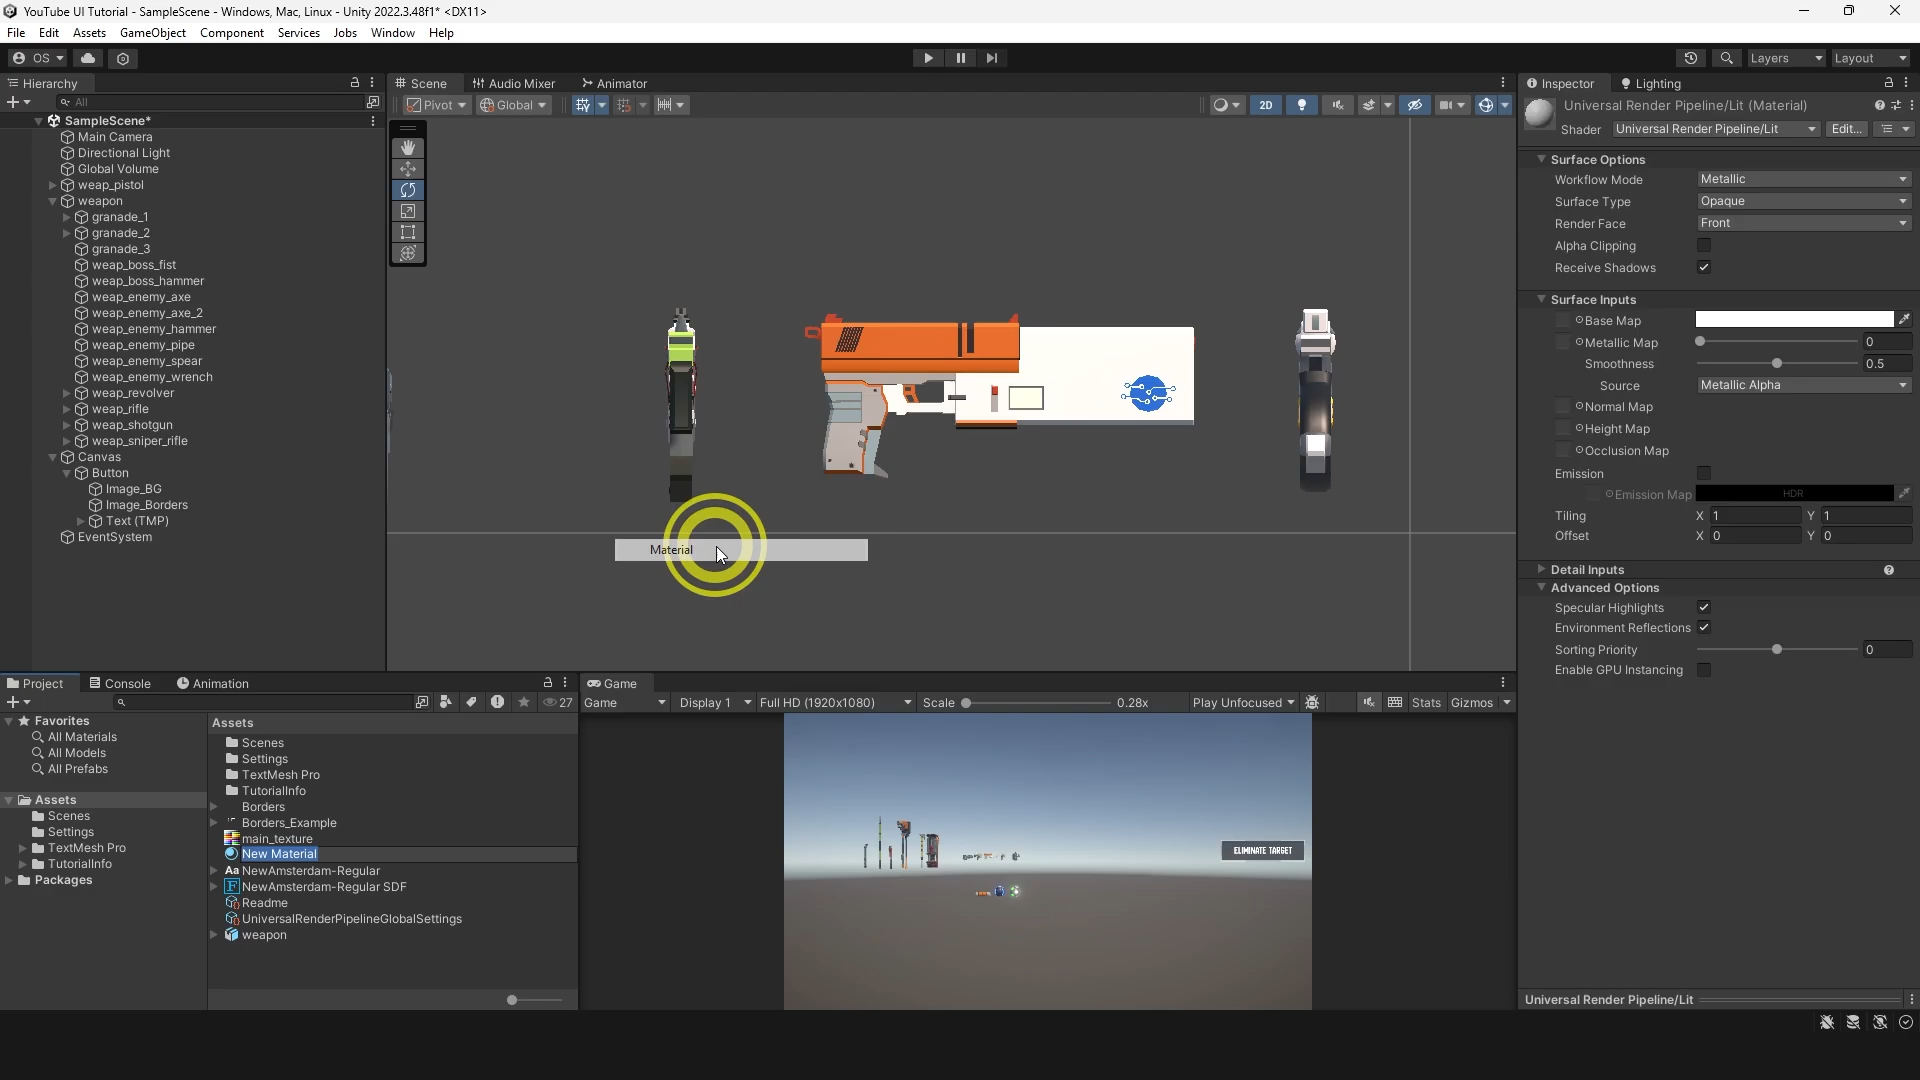 YouTube UI Tutorial - SampleScene - Windows, Mac, Linux - Unity 2022.3.48f1* <DX11>
File Edit Assets GameObject Component Services Jobs Window Help
OS
Layers
Layout
Hierarchy
All
SampleScene*
Main Camera
Directional Light
Global Volume
weap_pistol
weapon
granade_1
granade_2
granade_3
weap_boss_fist
weap_boss_hammer
weap_enemy_axe
weap_enemy_axe_2
weap_enemy_hammer
weap_enemy_pipe
weap_enemy_spear
weap_enemy_wrench
weap_revolver
weap_rifle
weap_shotgun
weap_sniper_rifle
Canvas
Button
Image_BG
Image_Borders
Text (TMP)
EventSystem
Scene
Audio Mixer
Animator
Pivot
Global
2D
Material
Inspector
Lighting
Universal Render Pipeline/Lit (Material)
Shader Universal Render Pipeline/Lit Edit...
Surface Options
Workflow Mode Metallic
Surface Type Opaque
Render Face Front
Alpha Clipping
Receive Shadows
Surface Inputs
Base Map
Metallic Map 0
Smoothness 0.5
Source Metallic Alpha
Normal Map
Height Map
Occlusion Map
Emission
Emission Map HDR
Tiling X 1 Y 1
Offset X 0 Y 0
Detail Inputs
Advanced Options
Specular Highlights
Environment Reflections
Sorting Priority 0
Enable GPU Instancing
Universal Render Pipeline/Lit
Project
Console
Animation
27
Favorites
All Materials
All Models
All Prefabs
Assets
Scenes
Settings
TextMesh Pro
TutorialInfo
Packages
Assets
Scenes
Settings
TextMesh Pro
TutorialInfo
Borders
Borders_Example
main_texture
New Material
Aa NewAmsterdam-Regular
F NewAmsterdam-Regular SDF
Readme
UniversalRenderPipelineGlobalSettings
weapon
Game
Game Display 1 Full HD (1920x1080) Scale 0.28x Play Unfocused Stats Gizmos
ELIMINATE TARGET